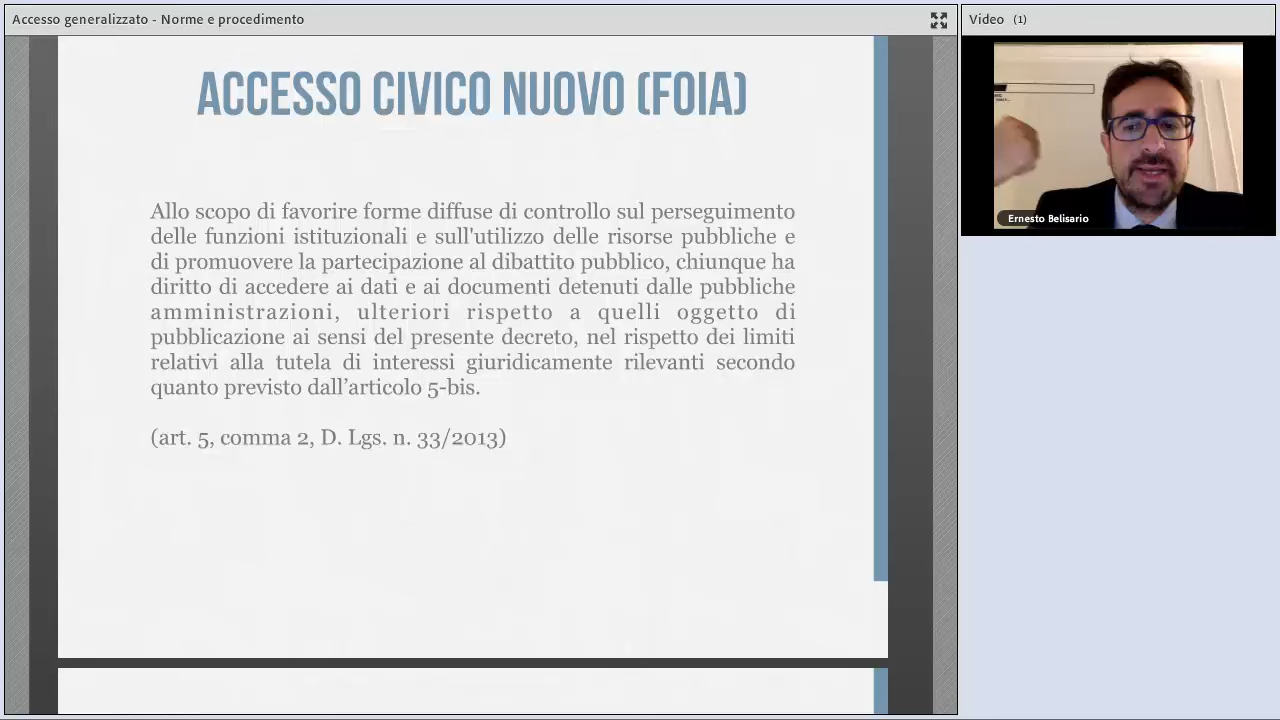 Accesso generalizzato - Norme e procedimento
Video (1)
ACCESSO CIVICO NUOVO (FOIA)
Allo scopo di favorire forme diffuse di controllo sul perseguimento
delle funzioni istituzionali e sull'utilizzo delle risorse pubbliche e
di promuovere la partecipazione al dibattito pubblico, chiunque ha
diritto di accedere ai dati e ai documenti detenuti dalle pubbliche
amministrazioni, ulteriori rispetto a quelli oggetto di
pubblicazione ai sensi del presente decreto, nel rispetto dei limiti
relativi alla tutela di interessi giuridicamente rilevanti secondo
quanto previsto dall’articolo 5-bis.
(art. 5, comma 2, D. Lgs. n. 33/2013)
Ernesto Belisario